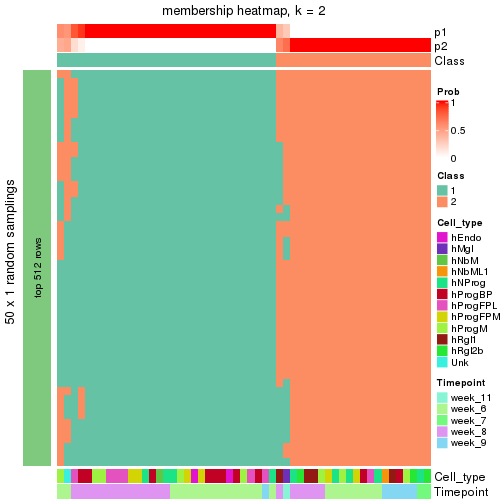 membership heatmap, k = 2
p1
p2
Class
50 x 1 random samplings
top 512 rows
Prob
1
0.5
0
Class
1
2
Cell_type
hEndo
hMgl
hNbM
hNbML1
hNProg
hProgBP
hProgFPL
hProgFPM
hProgM
hRgl1
hRgl2b
Unk
Timepoint
week_11
week_6
week_7
week_8
week_9
Cell_type
Timepoint